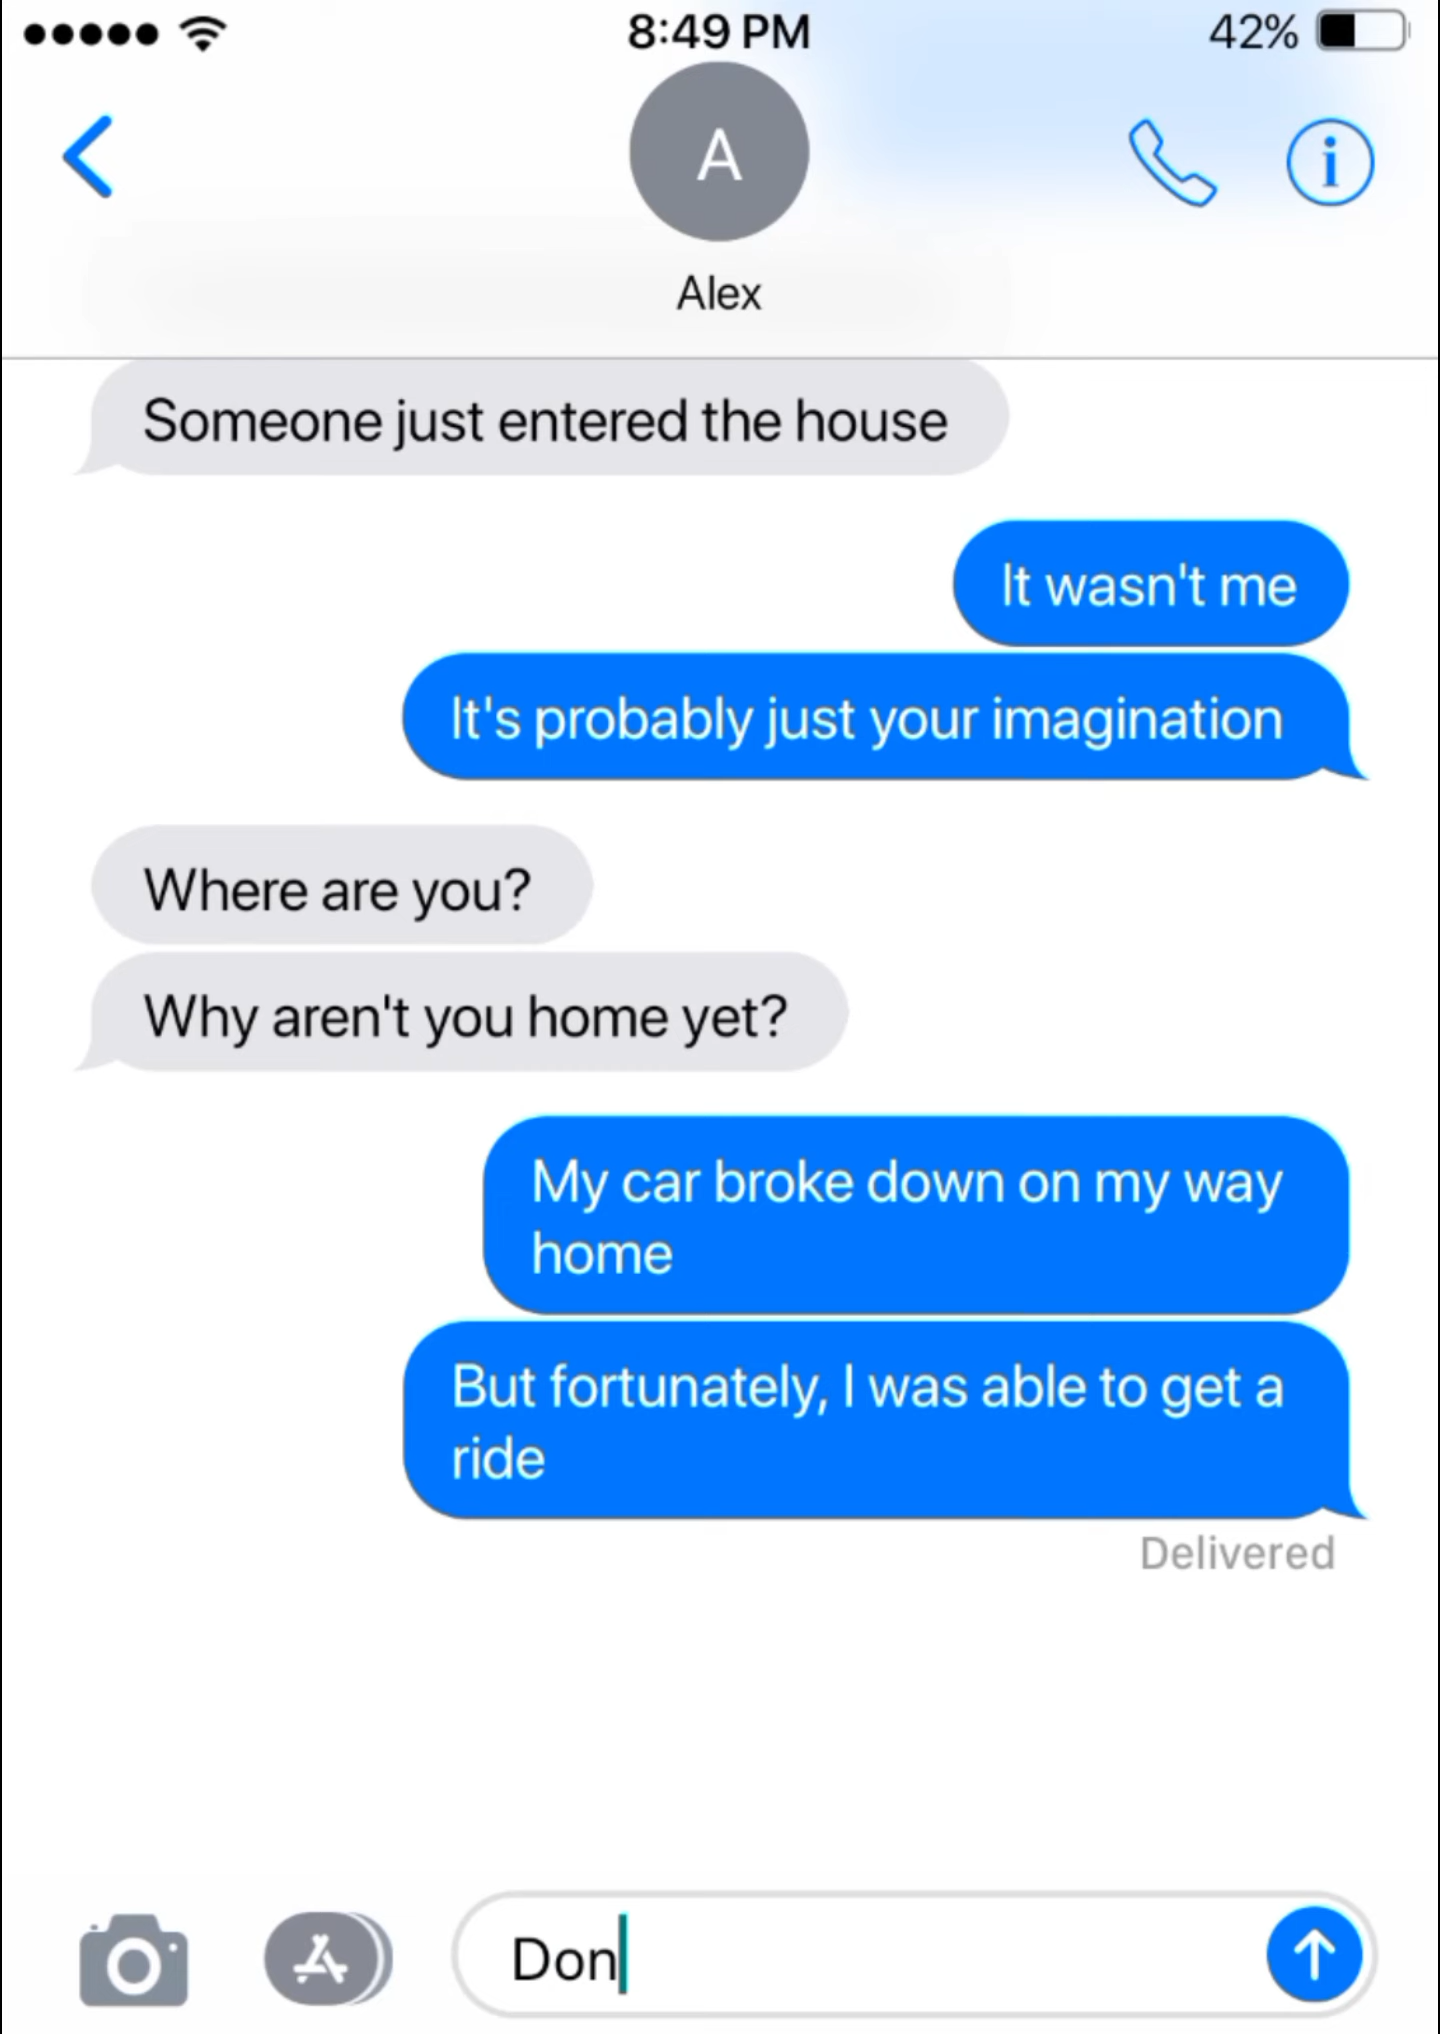 8:49 PM
42%
A
i
Alex
Someone just entered the house
It wasn't me
It's probably just your imagination
Where are you?
Why aren't you home yet?
My car broke down on my way
home
But fortunately, I was able to get a
ride
Delivered
Don